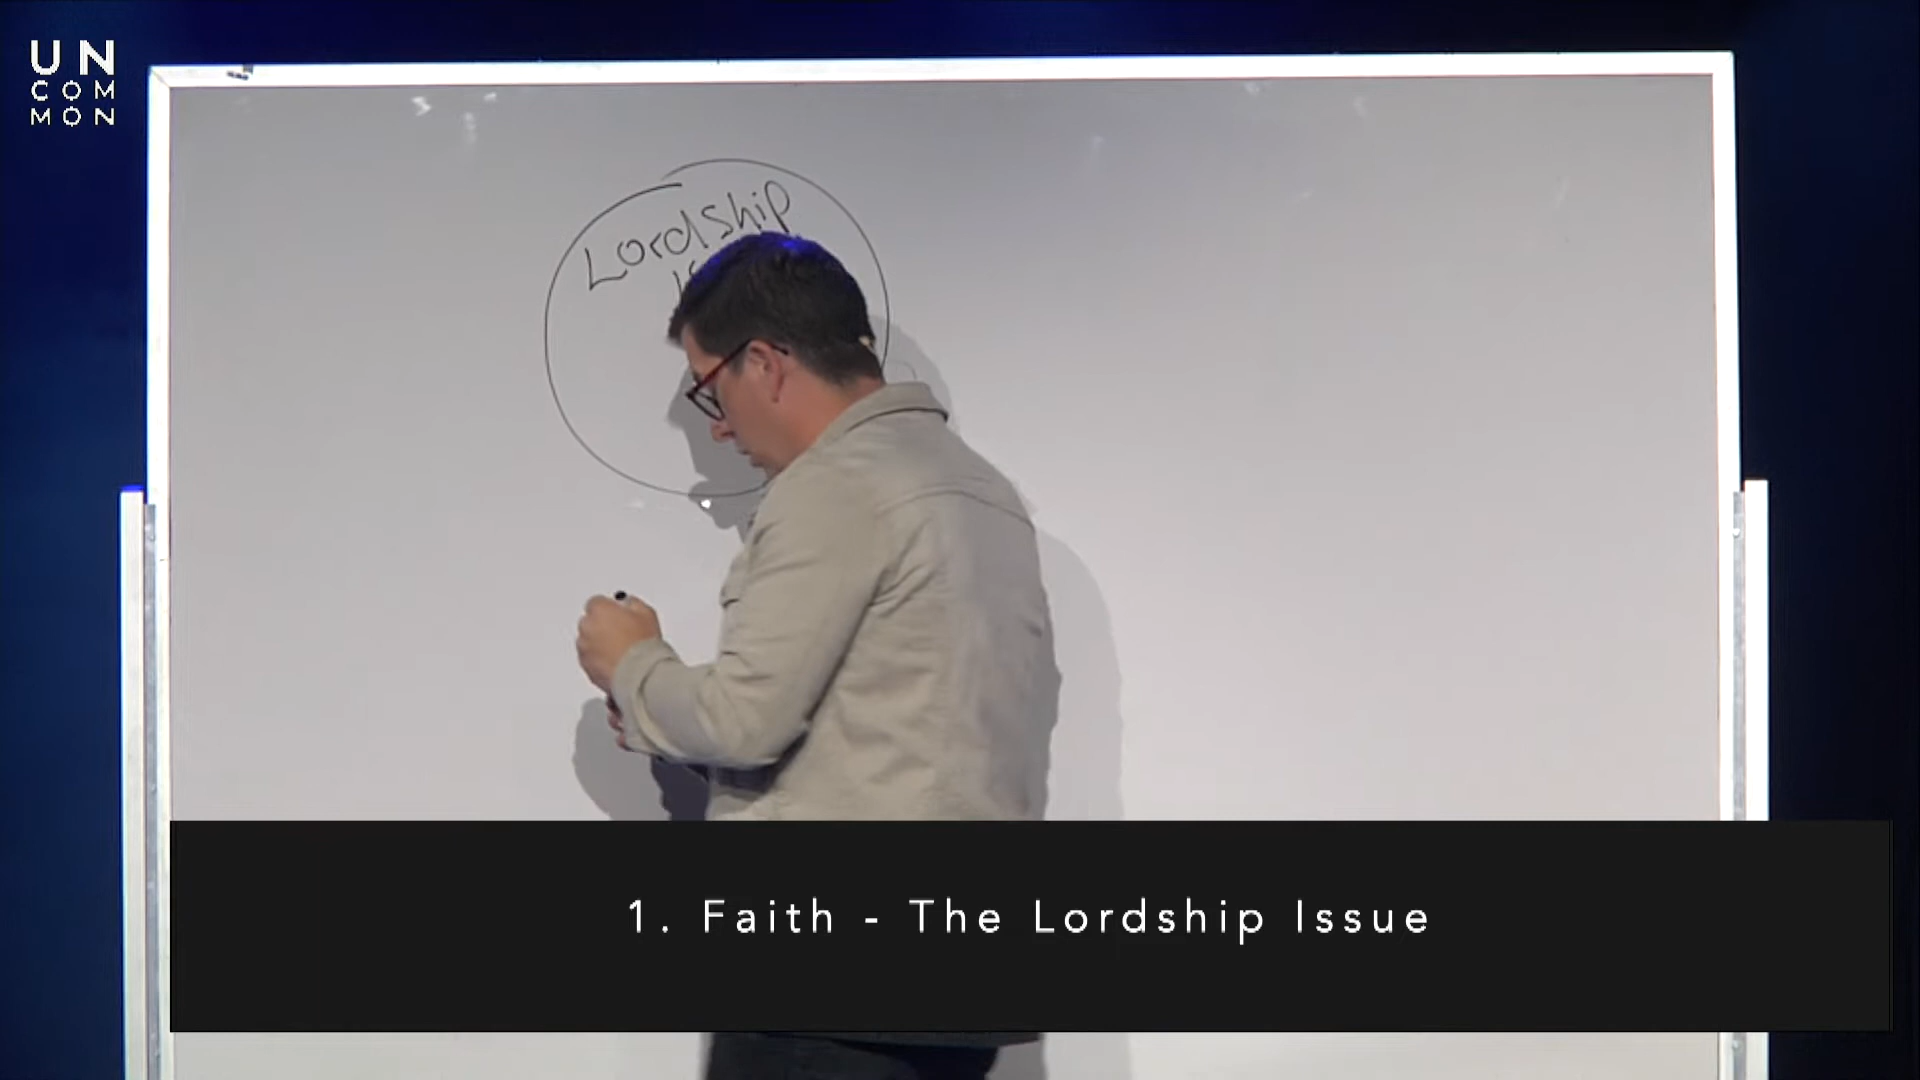 UN
COM
MON
Lordship
1. Faith - The Lordship Issue